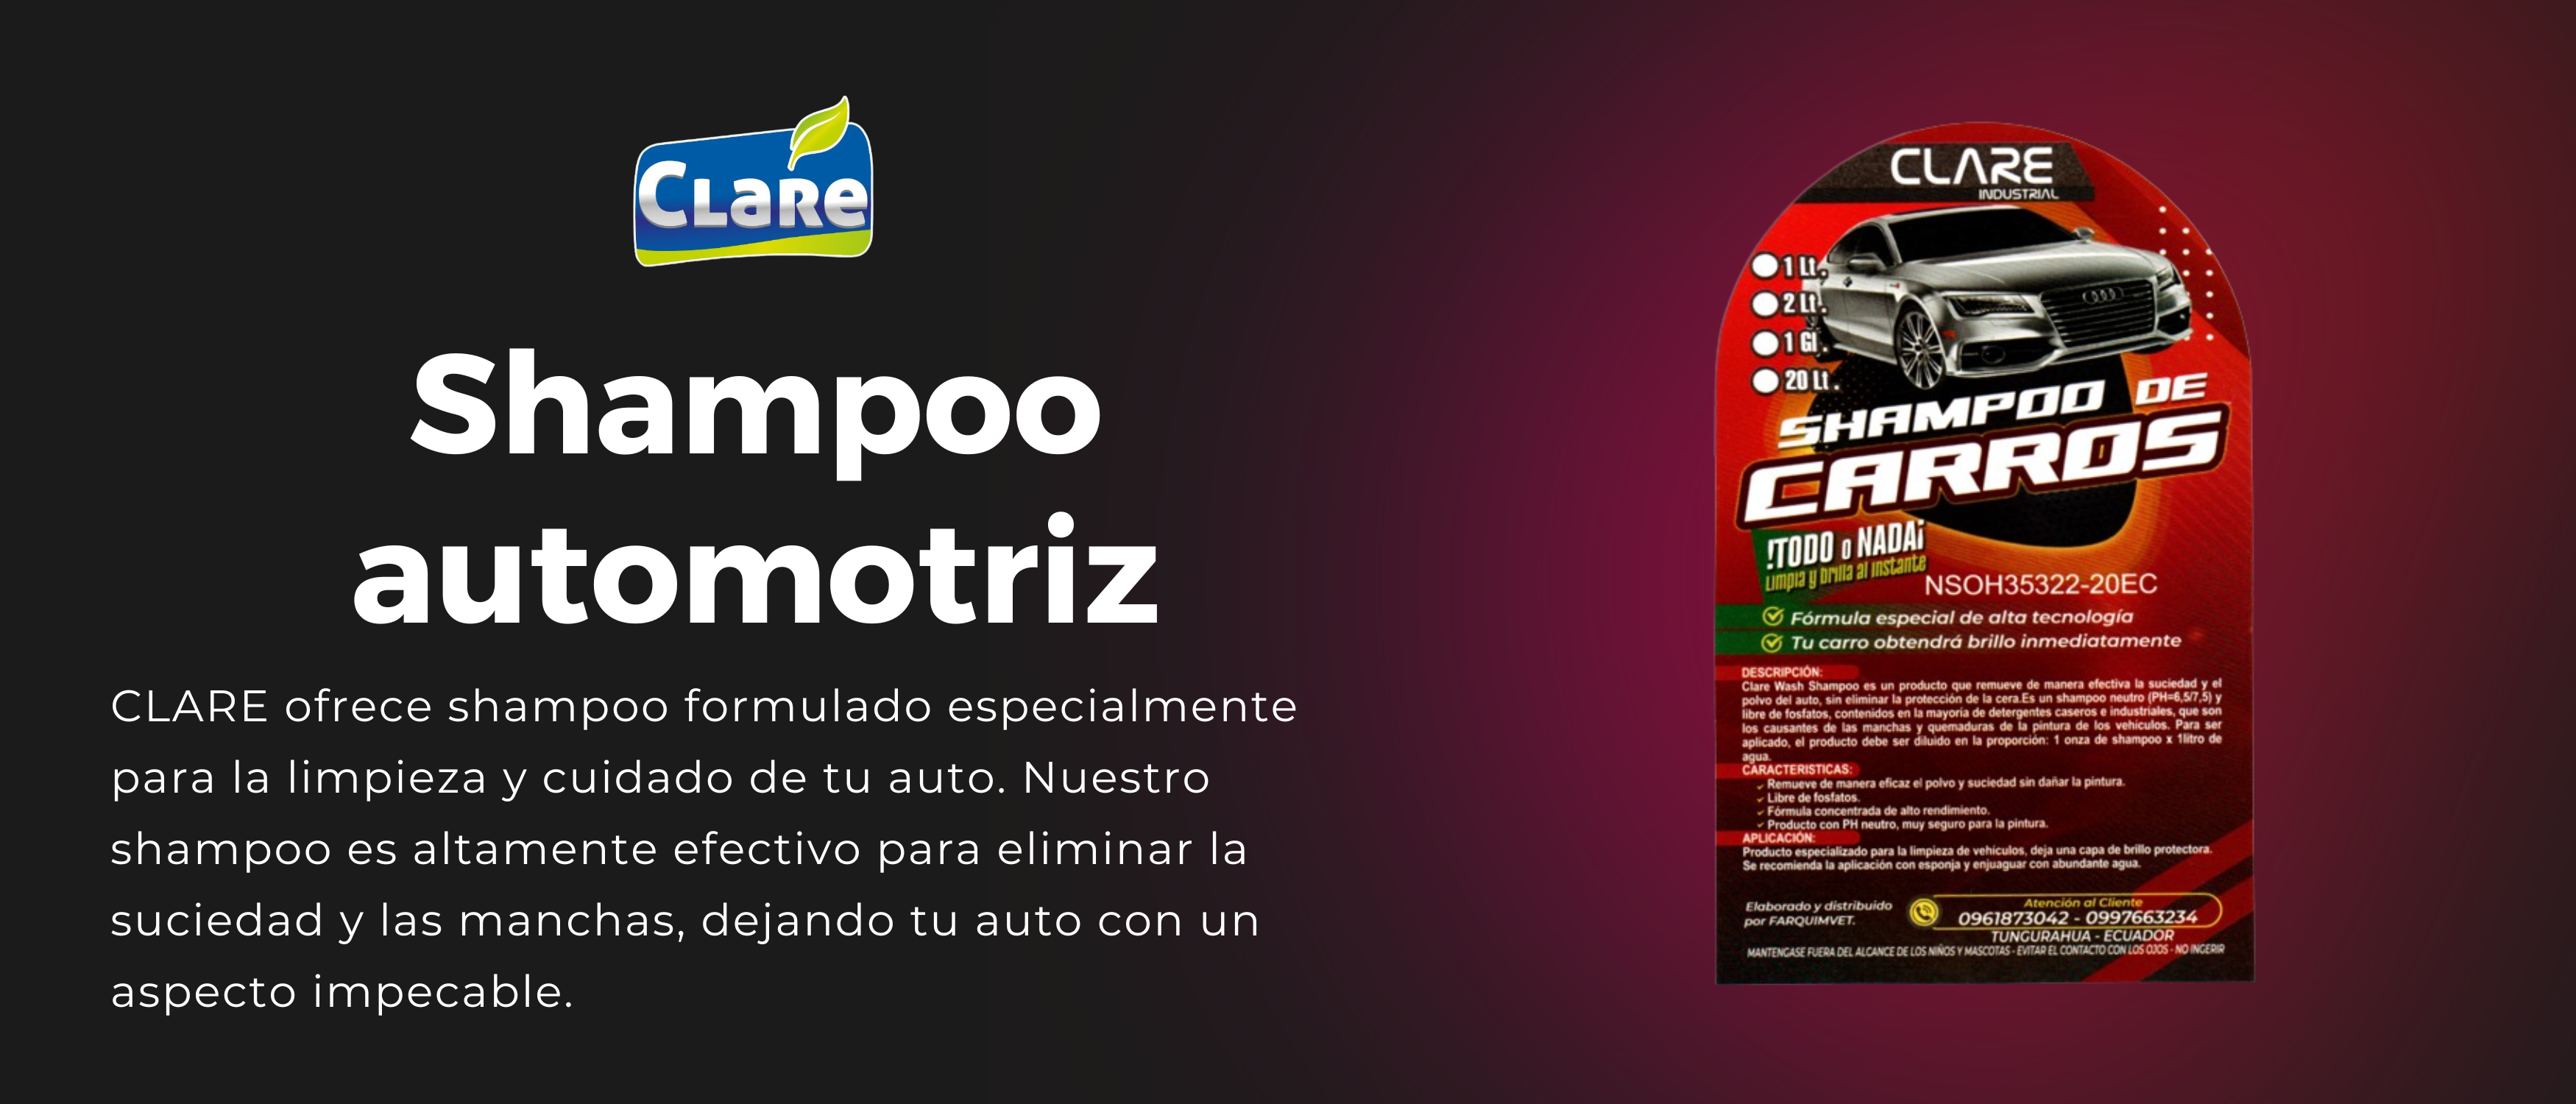 CLaRe
Shampoo
automotriz
CLARE ofrece shampoo formulado especialmente
para la limpieza y cuidado de tu auto. Nuestro
shampoo es altamente efectivo para eliminar la
suciedad y las manchas, dejando tu auto con un
aspecto impecable.
CLARE
INDUSTRIAL
1 Lt.
2 Lt.
1 Gl.
20 Lt.
SHAMPOO DE
CARROS
!TODO o NADA¡
Limpia y brilla al instante
NSOH35322-20EC
Fórmula especial de alta tecnología
Tu carro obtendrá brillo inmediatamente
DESCRIPCIÓN:
Clare Wash Shampoo es un producto que remueve de manera efectiva la suciedad y el
polvo del auto, sin eliminar la protección de la cera.Es un shampoo neutro (PH=6,5/7,5) y
libre de fosfatos, contenidos en la mayoría de detergentes caseros e industriales, que son
los causantes de las manchas y quemaduras de la pintura de los vehículos. Para ser
aplicado, el producto debe ser diluido en la proporción: 1 onza de shampoo x 1litro de
agua.
CARACTERISTICAS:
Remueve de manera eficaz el polvo y suciedad sin dañar la pintura.
Libre de fosfatos.
Fórmula concentrada de alto rendimiento.
Producto con PH neutro, muy seguro para la pintura.
APLICACIÓN:
Producto especializado para la limpieza de vehículos, deja una capa de brillo protectora.
Se recomienda la aplicación con esponja y enjuaguar con abundante agua.
Elaborado y distribuido
por FARQUIMVET.
Atención al Cliente
0961873042 - 0997663234
TUNGURAHUA - ECUADOR
MANTENGASE FUERA DEL ALCANCE DE LOS NIÑOS Y MASCOTAS - EVITAR EL CONTACTO CON LOS OJOS - NO INGERIR